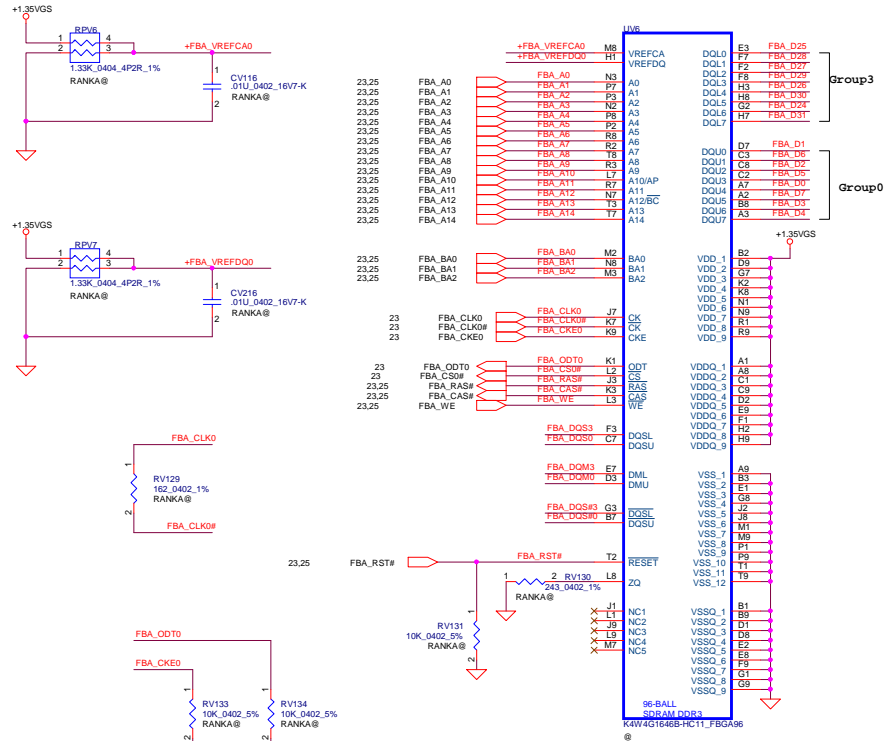 +1.35VGS
RPV6
1 4
2 3
+FBA_VREFCA0
1.33K_0404_4P2R_1%
RANKA@
1
CV116
.01U_0402_16V7-K
2
RANKA@
+1.35VGS
RPV7
1 4
2 3
+FBA_VREFDQ0
1.33K_0404_4P2R_1%
RANKA@
1
CV216
.01U_0402_16V7-K
2
RANKA@
FBA_CLK0
1
RV129
162_0402_1%
RANKA@
2
FBA_CLK0#
FBA_ODT0
FBA_CKE0
1
RV133
10K_0402_5%
RANKA@
2
1
RV134
10K_0402_5%
RANKA@
2
UV6
+FBA_VREFCA0 M8 VREFCA
+FBA_VREFDQ0 H1 VREFDQ
23,25 FBA_A0 FBA_A0 N3 A0
23,25 FBA_A1 FBA_A1 P7 A1
23,25 FBA_A2 FBA_A2 P3 A2
23,25 FBA_A3 FBA_A3 N2 A3
23,25 FBA_A4 FBA_A4 P8 A4
23,25 FBA_A5 FBA_A5 P2 A5
23,25 FBA_A6 FBA_A6 R8 A6
23,25 FBA_A7 FBA_A7 R2 A7
23,25 FBA_A8 FBA_A8 T8 A8
23,25 FBA_A9 FBA_A9 R3 A9
23,25 FBA_A10 FBA_A10 L7 A10/AP
23,25 FBA_A11 FBA_A11 R7 A11
23,25 FBA_A12 FBA_A12 N7 A12/BC
23,25 FBA_A13 FBA_A13 T3 A13
23,25 FBA_A14 FBA_A14 T7 A14
23,25 FBA_BA0 FBA_BA0 M2 BA0
23,25 FBA_BA1 FBA_BA1 N8 BA1
23,25 FBA_BA2 FBA_BA2 M3 BA2
23 FBA_CLK0 FBA_CLK0 J7 CK
23 FBA_CLK0# FBA_CLK0# K7 CK
23 FBA_CKE0 FBA_CKE0 K9 CKE
23 FBA_ODT0 FBA_ODT0 K1 ODT
23 FBA_CS0# FBA_CS0# L2 CS
23,25 FBA_RAS# FBA_RAS# J3 RAS
23,25 FBA_CAS# FBA_CAS# K3 CAS
23,25 FBA_WE FBA_WE L3 WE
FBA_DQS3 F3 DQSL
FBA_DQS0 C7 DQSU
FBA_DQM3 E7 DML
FBA_DQM0 D3 DMU
FBA_DQS#3 G3 DQSL
FBA_DQS#0 B7 DQSU
23,25 FBA_RST# FBA_RST# T2 RESET
1 2 RV130 L8 ZQ
243_0402_1%
RANKA@
1
RV131
10K_0402_5%
RANKA@
2
J1 NC1
L1 NC2
J9 NC3
L9 NC4
M7 NC5
DQL0 E3 FBA_D25
DQL1 F7 FBA_D28
DQL2 F2 FBA_D27
DQL3 F8 FBA_D29
DQL4 H3 FBA_D26
DQL5 H8 FBA_D30
DQL6 G2 FBA_D24
DQL7 H7 FBA_D31
Group3
DQU0 D7 FBA_D1
DQU1 C3 FBA_D6
DQU2 C8 FBA_D2
DQU3 C2 FBA_D5
DQU4 A7 FBA_D0
DQU5 A2 FBA_D7
DQU6 B8 FBA_D3
DQU7 A3 FBA_D4
Group0
+1.35VGS
VDD_1 B2
VDD_2 D9
VDD_3 G7
VDD_4 K2
VDD_5 K8
VDD_6 N1
VDD_7 N9
VDD_8 R1
VDD_9 R9
VDDQ_1 A1
VDDQ_2 A8
VDDQ_3 C1
VDDQ_4 C9
VDDQ_5 D2
VDDQ_6 E9
VDDQ_7 F1
VDDQ_8 H2
VDDQ_9 H9
VSS_1 A9
VSS_2 B3
VSS_3 E1
VSS_4 G8
VSS_5 J2
VSS_6 J8
VSS_7 M1
VSS_8 M9
VSS_9 P1
VSS_10 P9
VSS_11 T1
VSS_12 T9
VSSQ_1 B1
VSSQ_2 B9
VSSQ_3 D1
VSSQ_4 D8
VSSQ_5 E2
VSSQ_6 E8
VSSQ_7 F9
VSSQ_8 G1
VSSQ_9 G9
96-BALL
SDRAM DDR3
K4W4G1646B-HC11_FBGA96
@